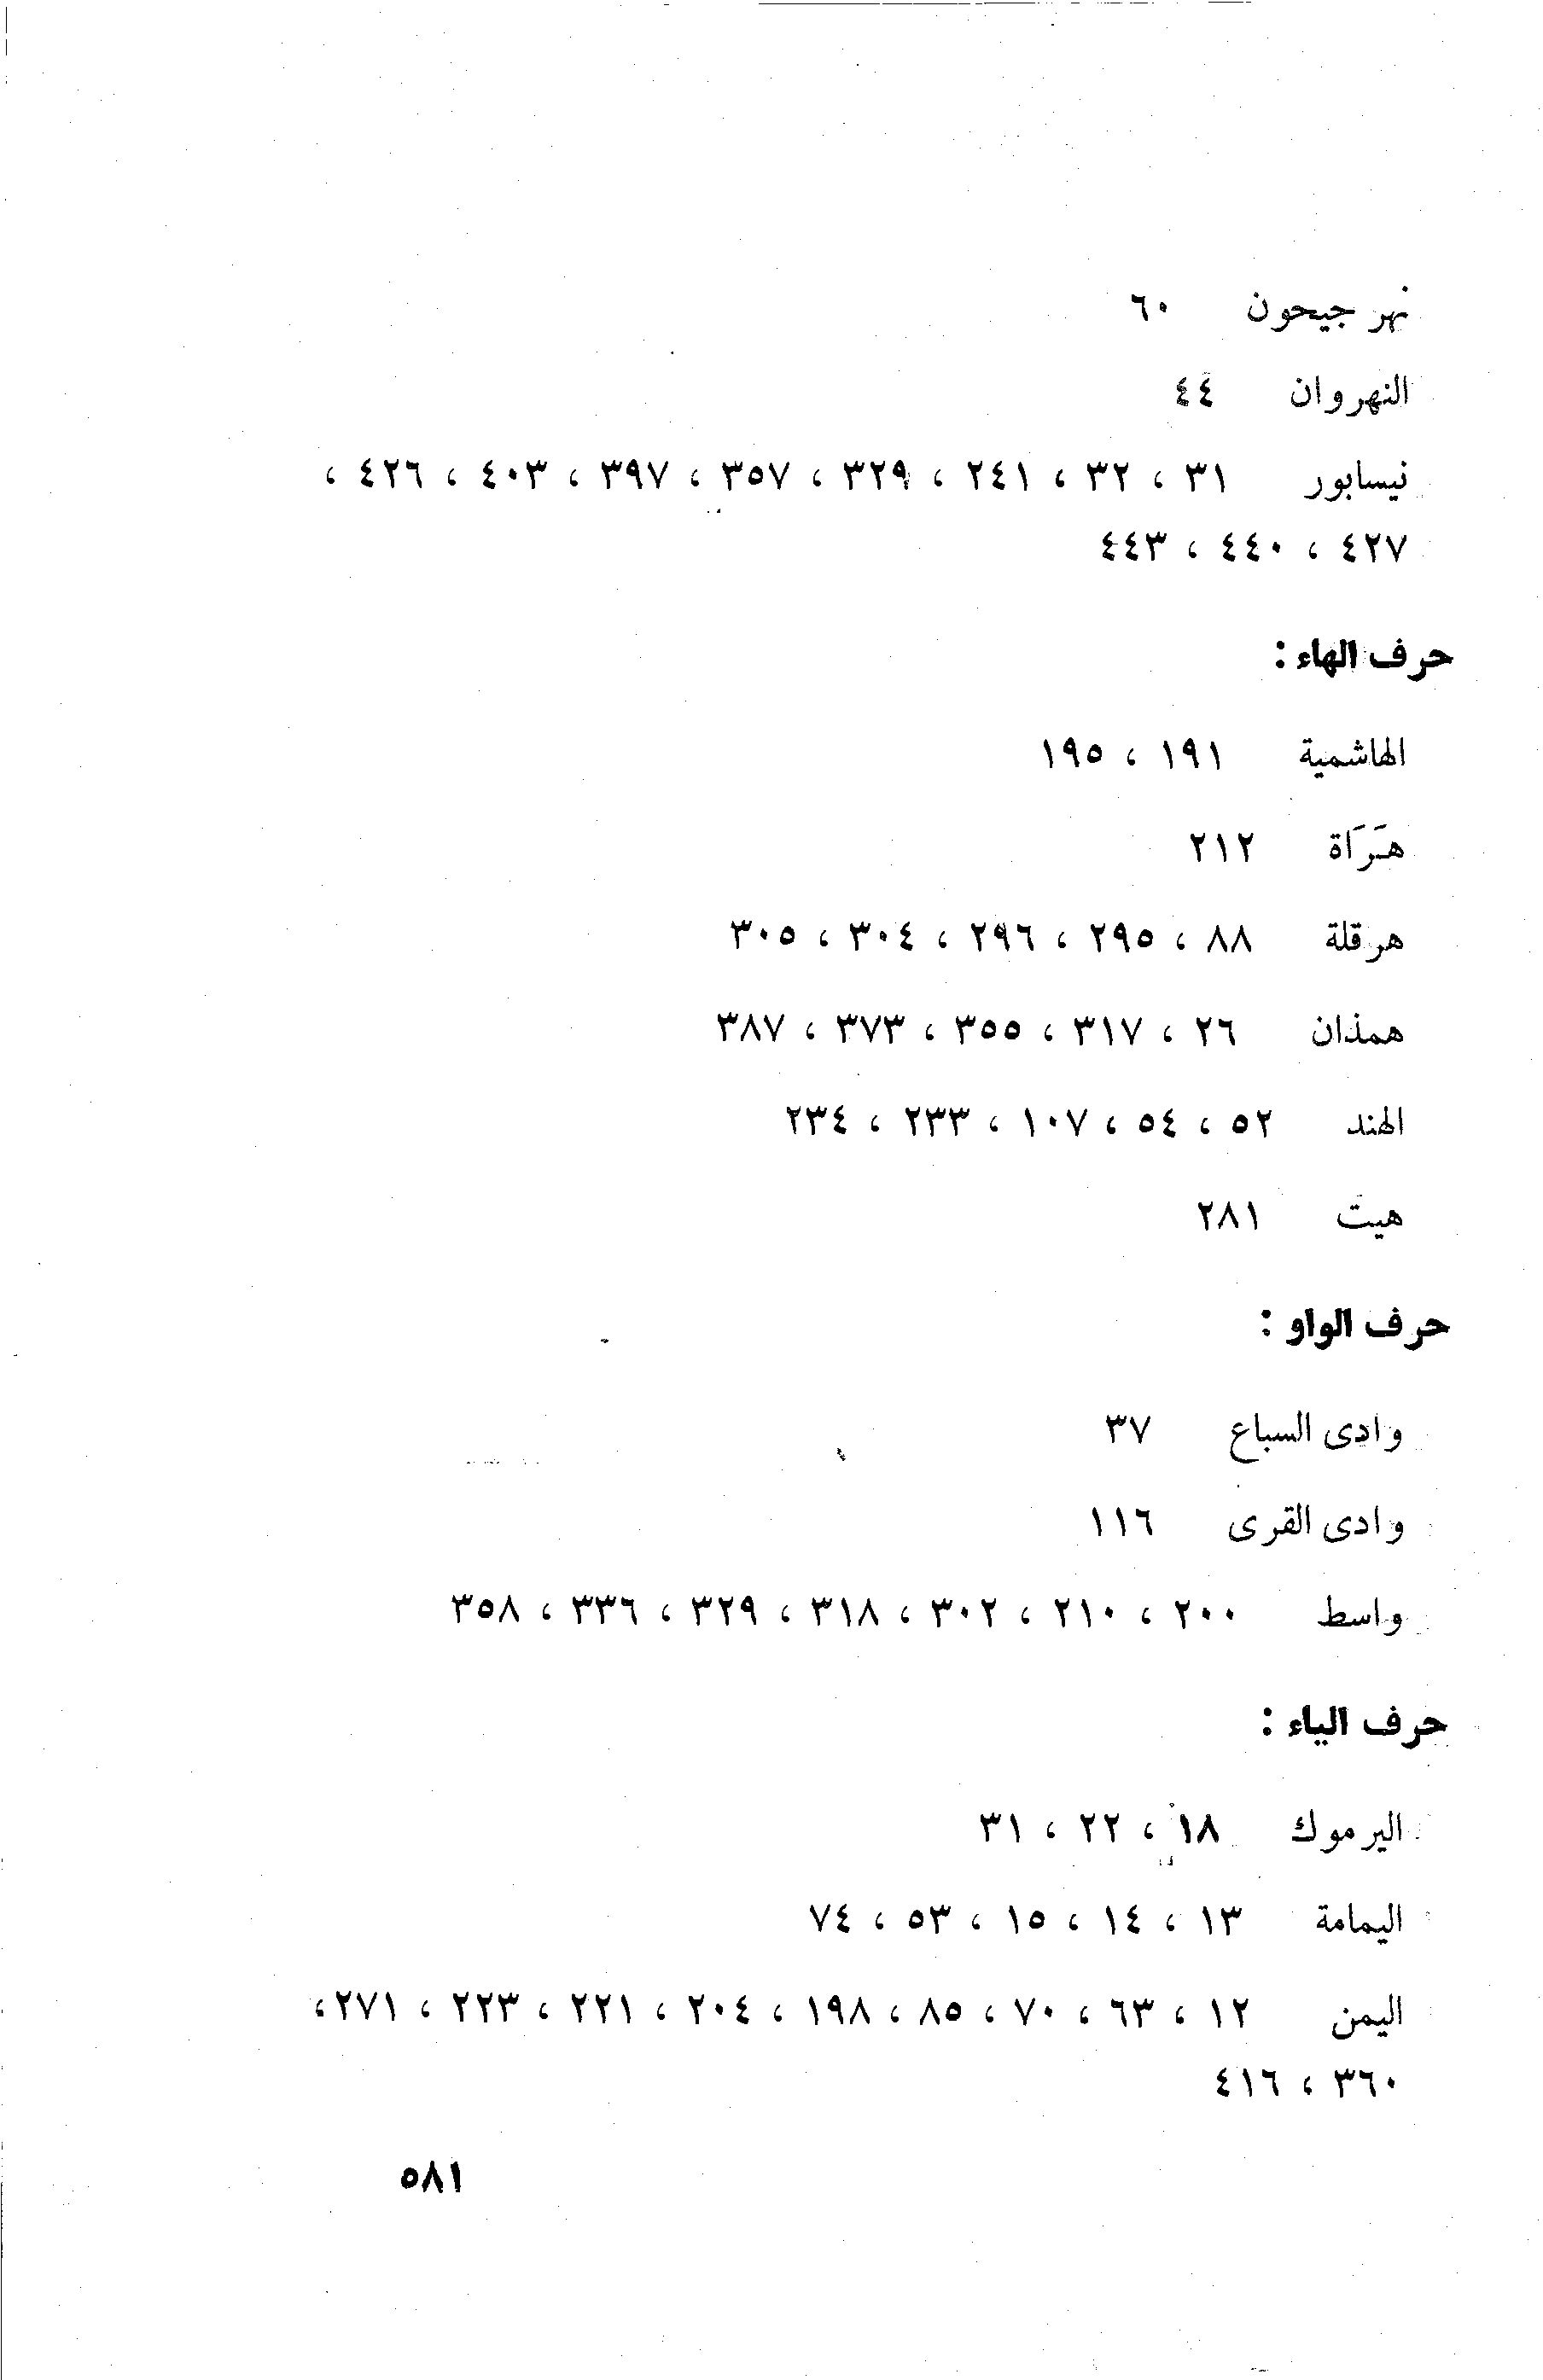 نهر جيحون ٦٠
النهروان ٤٤
نيسابور ٣١ ، ٣٢ ، ٢٤١ ، ٣٢٩ ، ٣٥٧ ، ٣٩٧ ، ٤٠٣ ، ٤٢٦ ،
٤٢٧ ، ٤٤٠ ، ٤٤٣
حرف الهاء :
الهاشمية ١٩١ ، ١٩٥
هَرَاة ٢١٢
هرقلة ٨٨ ، ٢٩٥ ، ٢٩٦ ، ٣٠٤ ، ٣٠٥
همذان ٢٦ ، ٣١٧ ، ٣٥٥ ، ٣٧٣ ، ٣٨٧
الهند ٥٢ ، ٥٤ ، ١٠٧ ، ٢٣٣ ، ٢٣٤
هيت ٢٨١
حرف الواو :
وادى السباع ٣٧
وادى القرى ١١٦
واسط ٢٠٠ ، ٢١٠ ، ٣٠٢ ، ٣١٨ ، ٣٢٩ ، ٣٣٦ ، ٣٥٨
حرف الياء :
اليرموك ١٨ ، ٢٢ ، ٣١
اليمامة ١٣ ، ١٤ ، ١٥ ، ٥٣ ، ٧٤
اليمن ١٢ ، ٦٣ ، ٧٠ ، ٨٥ ، ١٩٨ ، ٢٠٤ ، ٢٢١ ، ٢٢٣ ، ٢٧١،
٣٦٠ ، ٤١٦
٥٨١